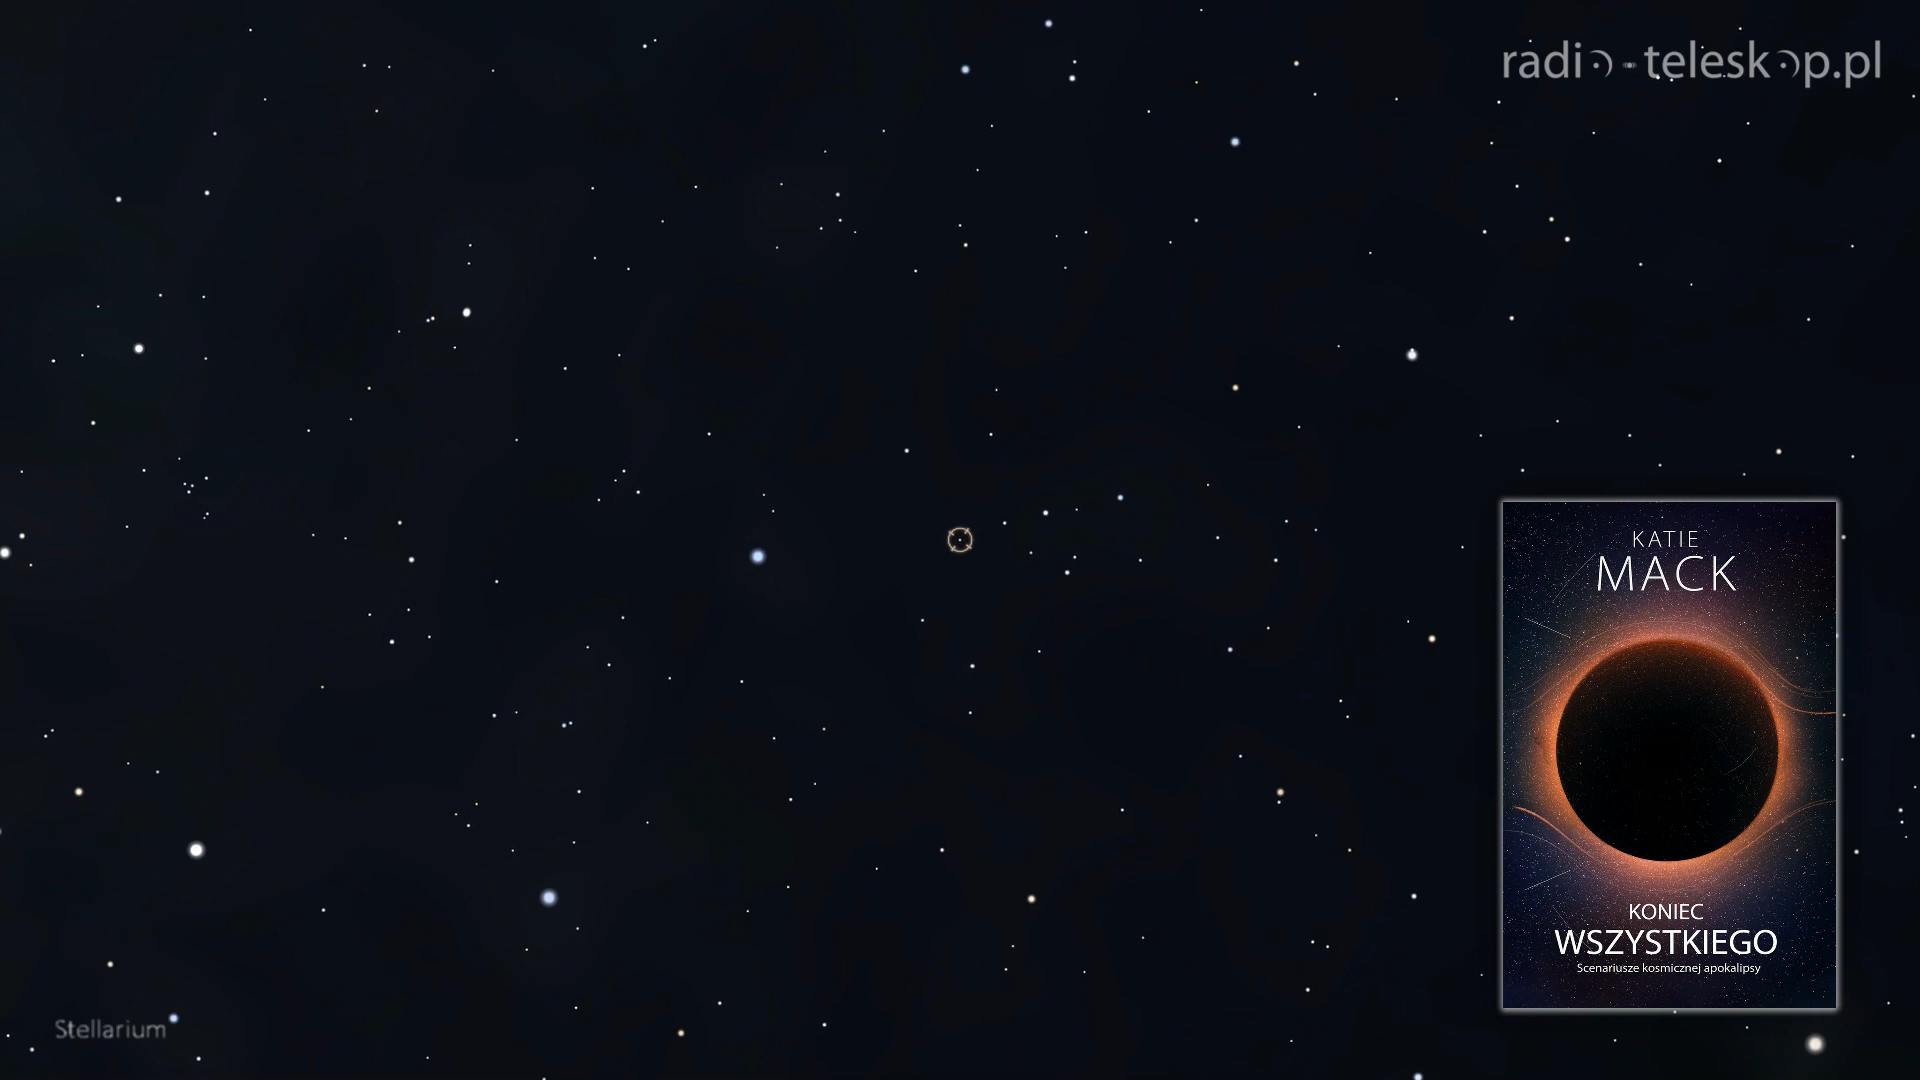 radio-teleskop.pl
KATIE
MACK
KONIEC
WSZYSTKIEGO
Scenariusze kosmicznej apokalipsy
Stellarium